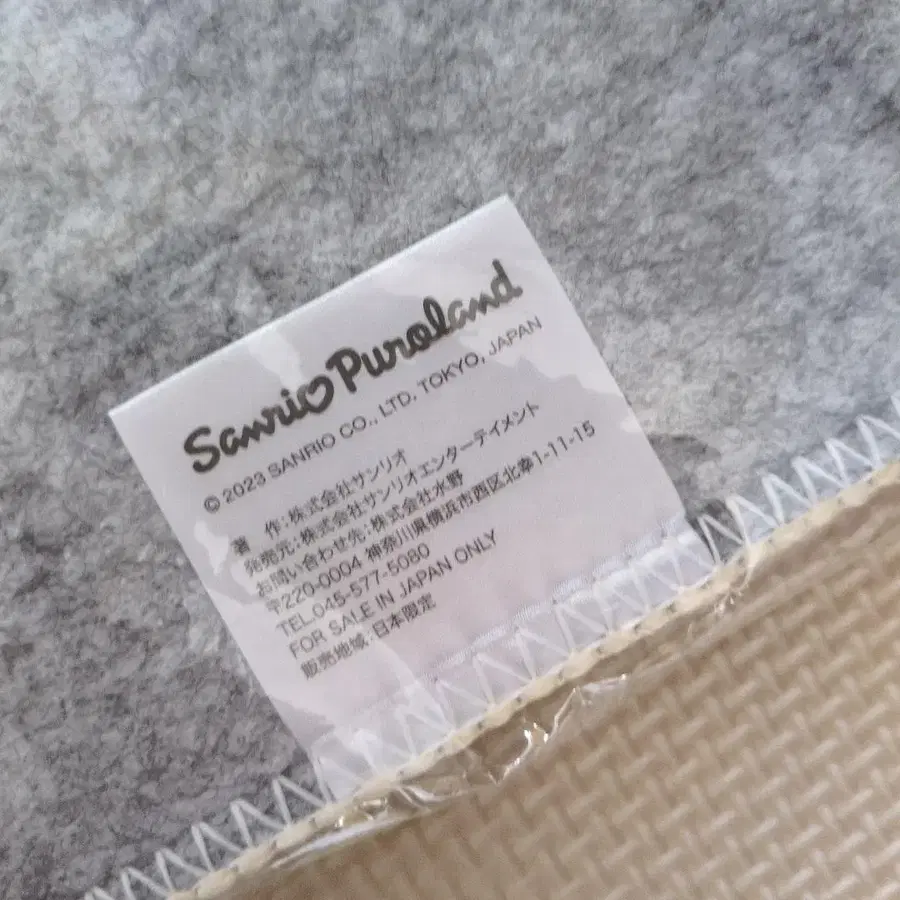 Sanrio Puroland
© 2023 SANRIO CO., LTD. TOKYO, JAPAN
著　作:株式会社サンリオ
発売元:株式会社サンリオエンターテイメント
お問い合わせ先:株式会社水野
〒220-0004 神奈川県横浜市西区北幸1-11-15
TEL.045-577-5080
FOR SALE IN JAPAN ONLY
販売地域:日本限定